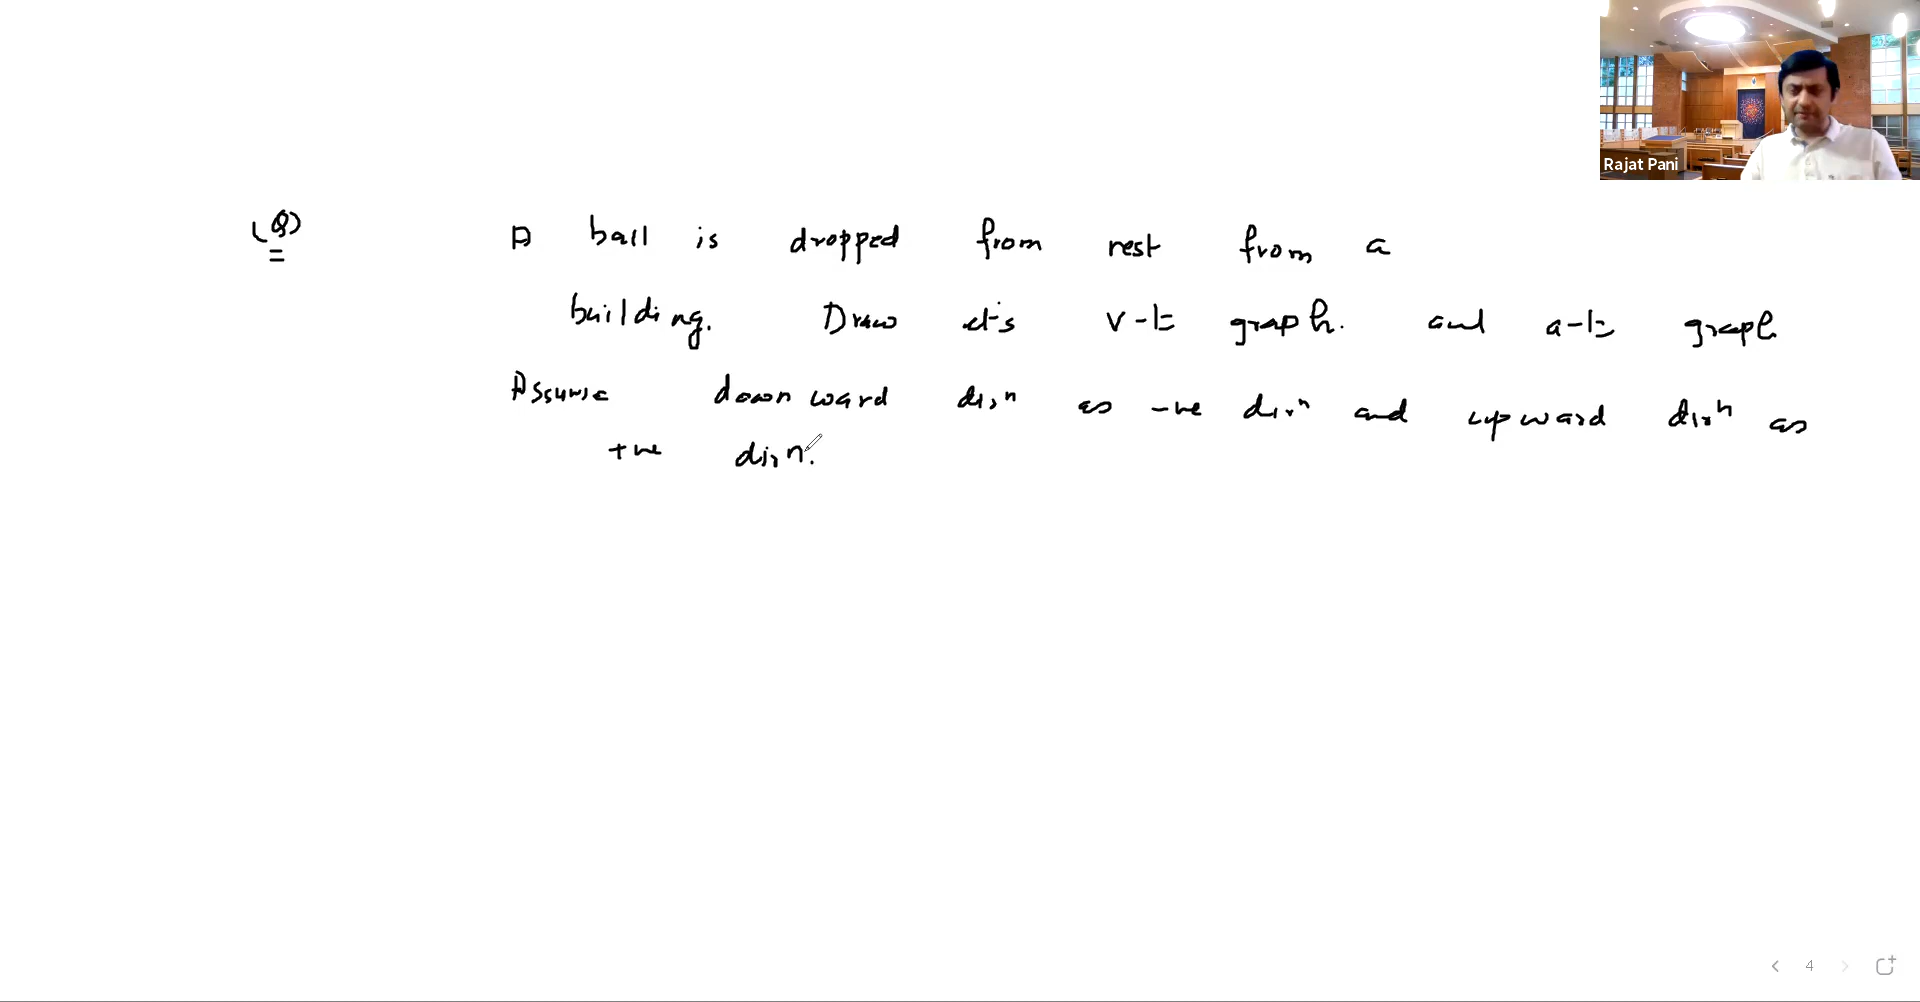 Rajat Pani
(Q) A ball is dropped from rest from a
building. Draw it's v-t graph. and a-t graph
Assume downward dirn as -ve dirn and upward dirn as
+ve dirn.
4